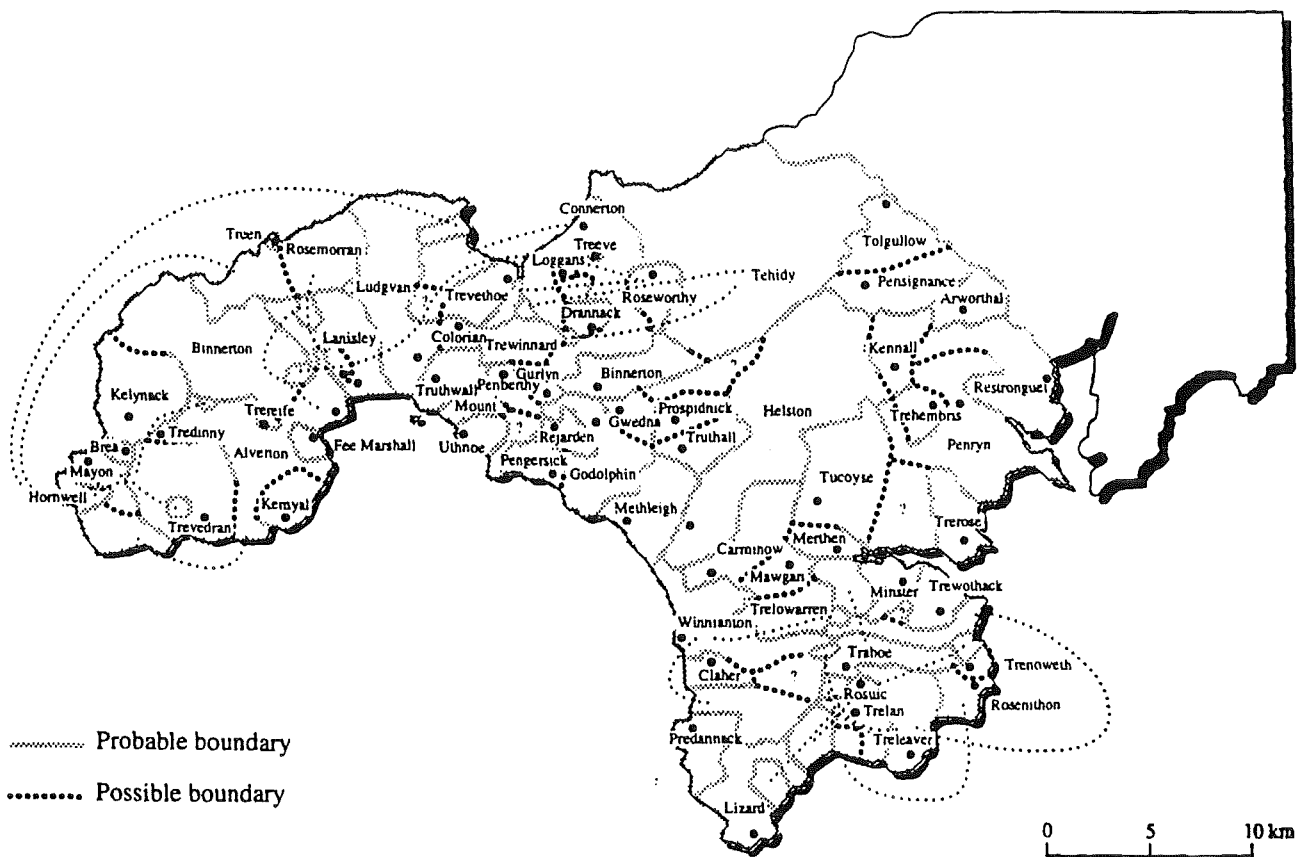 Connerton
Treen
Rosemorran
Treeve
Tolgullow
Loggans
Ludgvan
Tehidy
Trevethoe
Roseworthy
Pensignance
Arworthal
Drannack
Lanisley
Colorian
Trewinnard
Binnerton
Kennall
Gurlyn
Binnerton
Kelynack
Truthwall
Penberthy
Restronguet
Trereife
Mount
Prospidnick
Helston
Trehembris
Tredinny
Gwedna
Brea
Alverton
Fee Marshall
Uthnoe
Rejarden
Truthall
Penryn
Mayon
Pengersick
Godolphin
Tucoyse
Hornwell
Kemyal
Methleigh
Trevedran
Trerose
Merthen
Carminow
Mawgan
Minster
Trewothack
Trelowarren
Winnianton
Traboe
Trenoweth
Claher
Rosuic
Rosenithon
Trelan
Predannack
Treleaver
Probable boundary
Possible boundary
Lizard
0 5 10 km